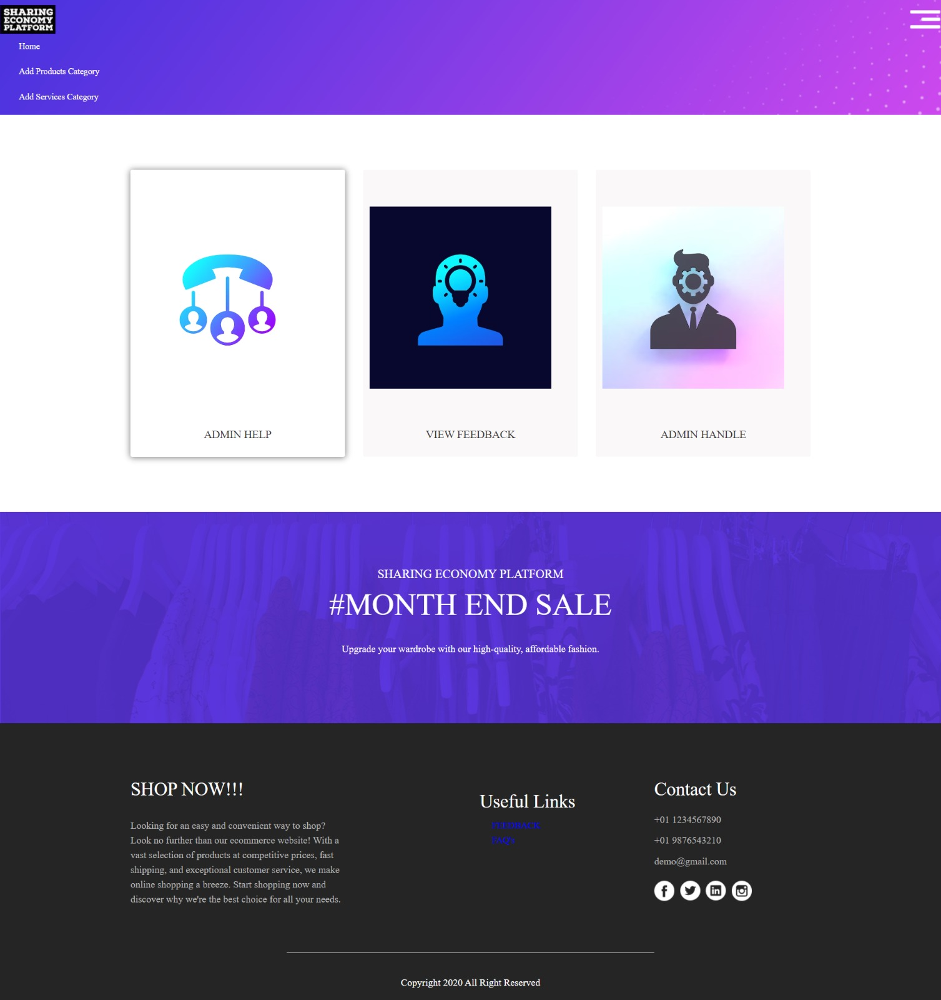 SHARING
ECONOMY
PLATFORM
Home
Add Products Category
Add Services Category
ADMIN HELP
VIEW FEEDBACK
ADMIN HANDLE
SHARING ECONOMY PLATFORM
#MONTH END SALE
Upgrade your wardrobe with our high-quality, affordable fashion.
SHOP NOW!!!
Looking for an easy and convenient way to shop?
Look no further than our ecommerce website! With a
vast selection of products at competitive prices, fast
shipping, and exceptional customer service, we make
online shopping a breeze. Start shopping now and
discover why we're the best choice for all your needs.
Useful Links
FEEDBACK
FAQ's
Contact Us
+01 1234567890
+01 9876543210
demo@gmail.com
Copyright 2020 All Right Reserved